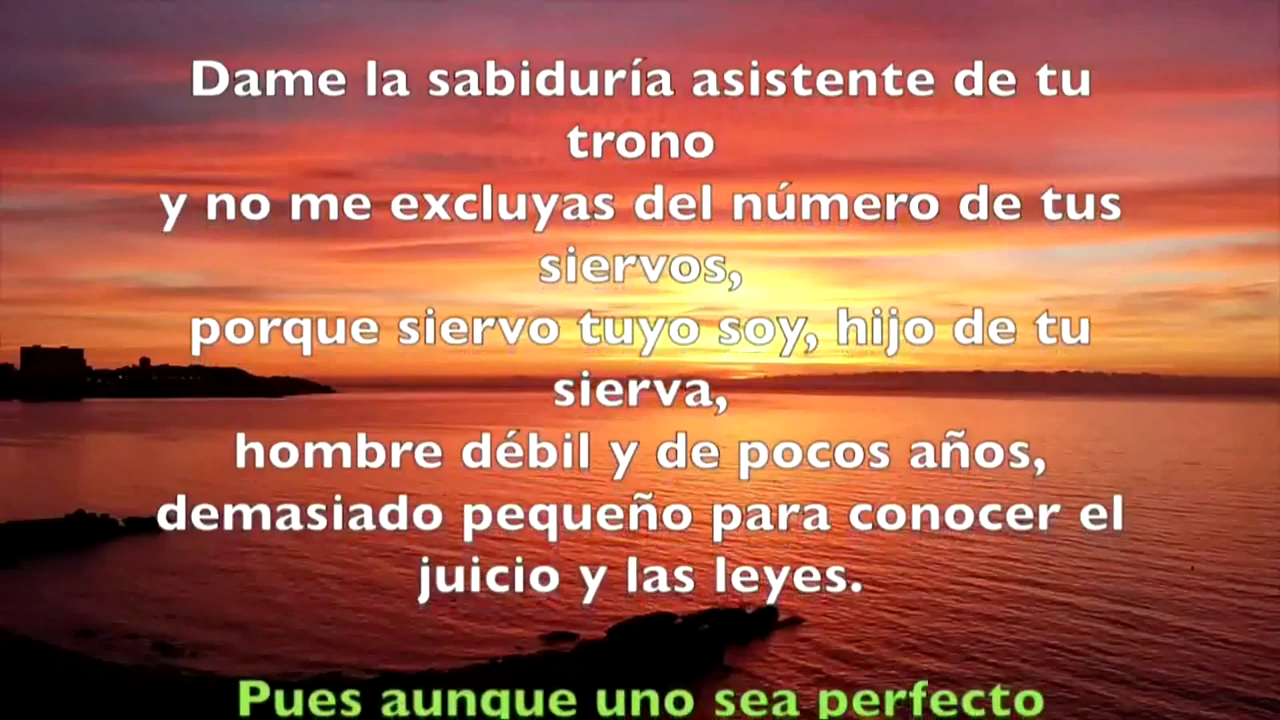 Dame la sabiduría asistente de tu
trono
y no me excluyas del número de tus
siervos,
porque siervo tuyo soy, hijo de tu
sierva,
hombre débil y de pocos años,
demasiado pequeño para conocer el
juicio y las leyes.
Pues aunque uno sea perfecto